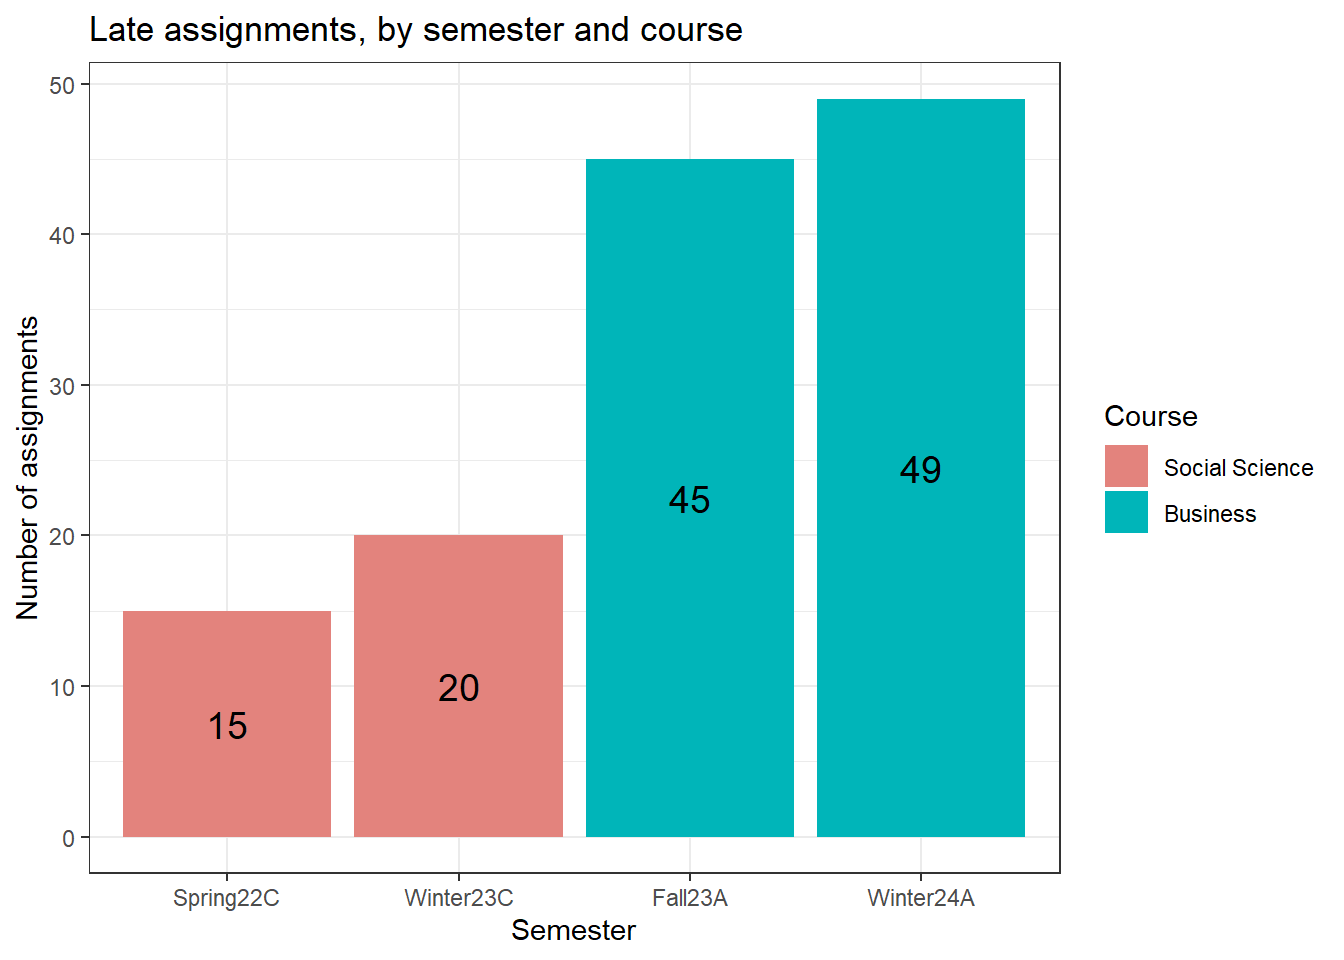 Late assignments, by semester and course
Number of assignments
50
40
30
20
10
0
15
20
45
49
Spring22C
Winter23C
Fall23A
Winter24A
Semester
Course
Social Science
Business